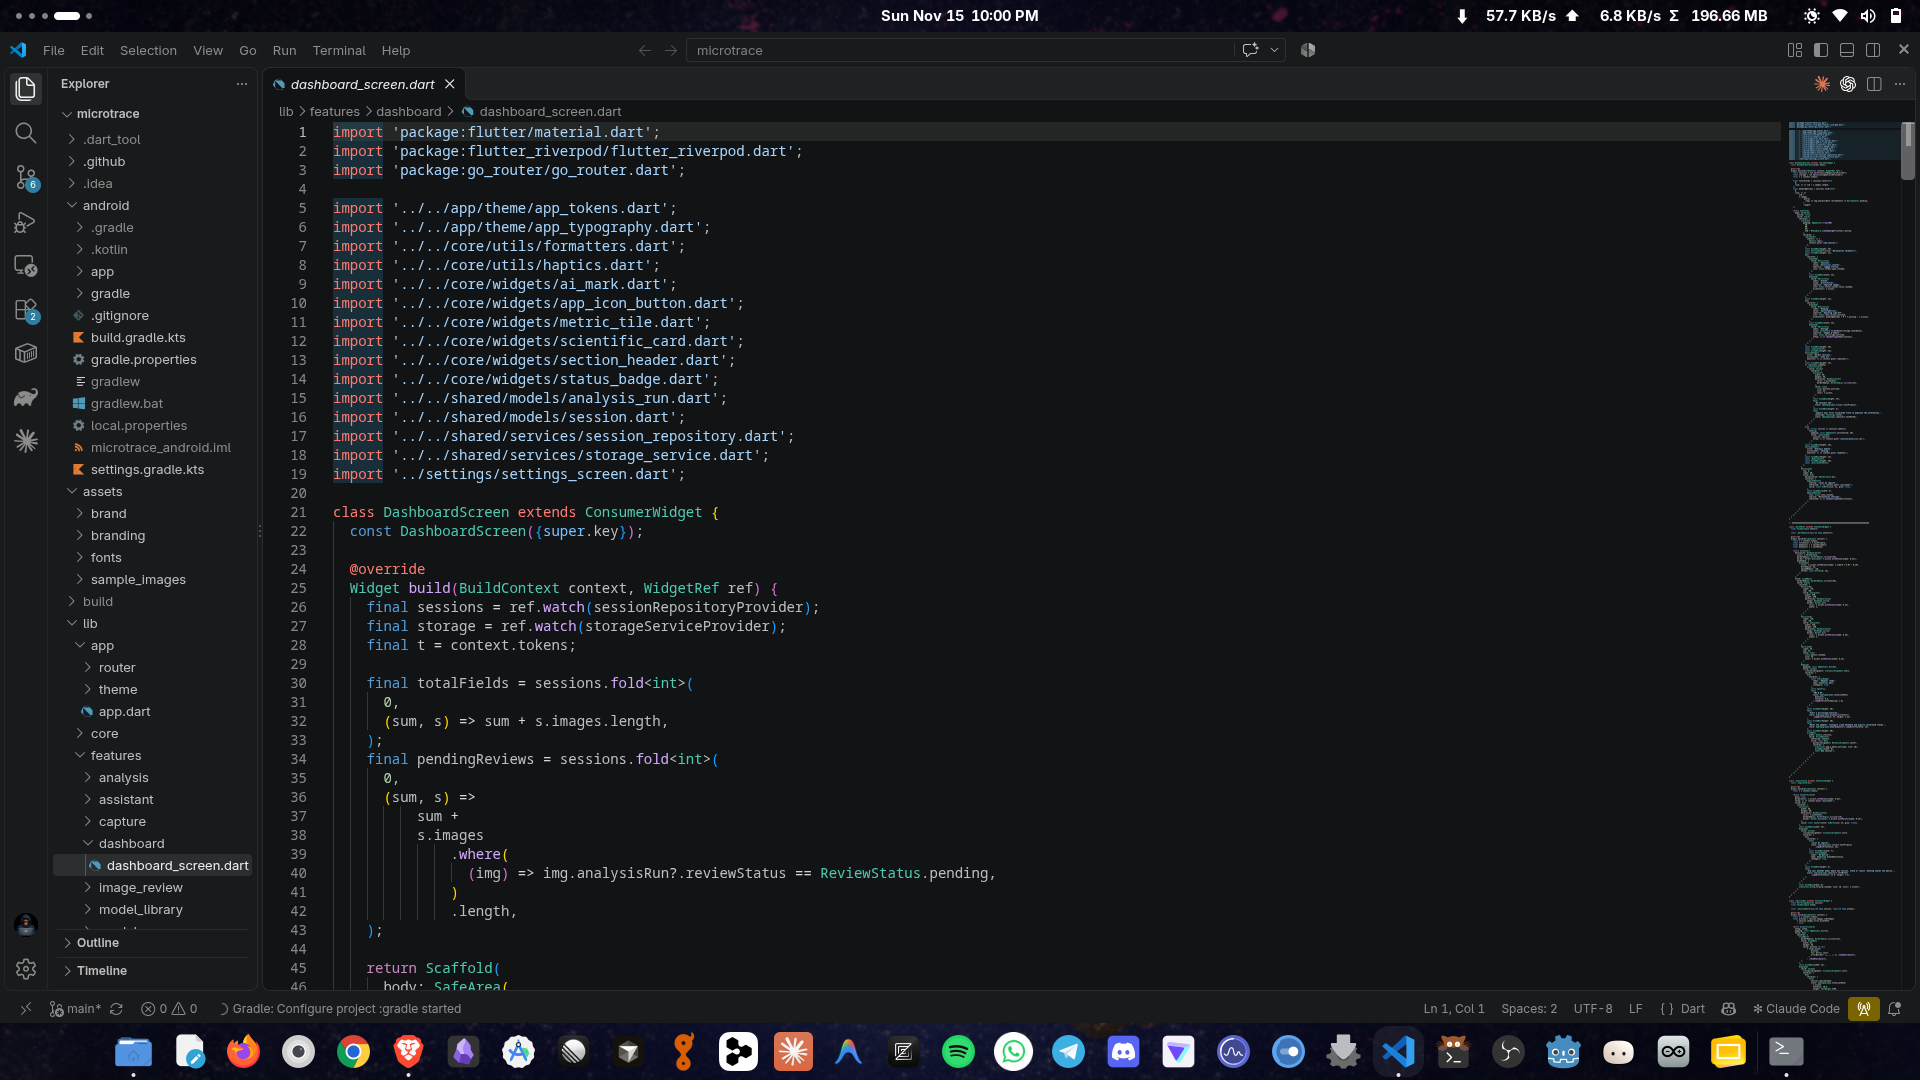 Sun Nov 15 10:00 PM
57.7 KB/s 6.8 KB/s Σ 196.66 MB
File Edit Selection View Go Run Terminal Help
microtrace
Explorer
dashboard_screen.dart
lib > features > dashboard > dashboard_screen.dart
microtrace
.dart_tool
.github
.idea
android
.gradle
.kotlin
app
gradle
.gitignore
build.gradle.kts
gradle.properties
gradlew
gradlew.bat
local.properties
microtrace_android.iml
settings.gradle.kts
assets
brand
branding
fonts
sample_images
build
lib
app
router
theme
app.dart
core
features
analysis
assistant
capture
dashboard
dashboard_screen.dart
image_review
model_library
Outline
Timeline
6
2
1 import 'package:flutter/material.dart';
2 import 'package:flutter_riverpod/flutter_riverpod.dart';
3 import 'package:go_router/go_router.dart';
4
5 import '../../app/theme/app_tokens.dart';
6 import '../../app/theme/app_typography.dart';
7 import '../../core/utils/formatters.dart';
8 import '../../core/utils/haptics.dart';
9 import '../../core/widgets/ai_mark.dart';
10 import '../../core/widgets/app_icon_button.dart';
11 import '../../core/widgets/metric_tile.dart';
12 import '../../core/widgets/scientific_card.dart';
13 import '../../core/widgets/section_header.dart';
14 import '../../core/widgets/status_badge.dart';
15 import '../../shared/models/analysis_run.dart';
16 import '../../shared/models/session.dart';
17 import '../../shared/services/session_repository.dart';
18 import '../../shared/services/storage_service.dart';
19 import '../settings/settings_screen.dart';
20
21 class DashboardScreen extends ConsumerWidget {
22 const DashboardScreen({super.key});
23
24 @override
25 Widget build(BuildContext context, WidgetRef ref) {
26 final sessions = ref.watch(sessionRepositoryProvider);
27 final storage = ref.watch(storageServiceProvider);
28 final t = context.tokens;
29
30 final totalFields = sessions.fold<int>(
31 0,
32 (sum, s) => sum + s.images.length,
33 );
34 final pendingReviews = sessions.fold<int>(
35 0,
36 (sum, s) =>
37 sum +
38 s.images
39 .where(
40 (img) => img.analysisRun?.reviewStatus == ReviewStatus.pending,
41 )
42 .length,
43 );
44
45 return Scaffold(
46 body: SafeArea(
main* 0 0 Gradle: Configure project :gradle started
Ln 1, Col 1 Spaces: 2 UTF-8 LF { } Dart Claude Code